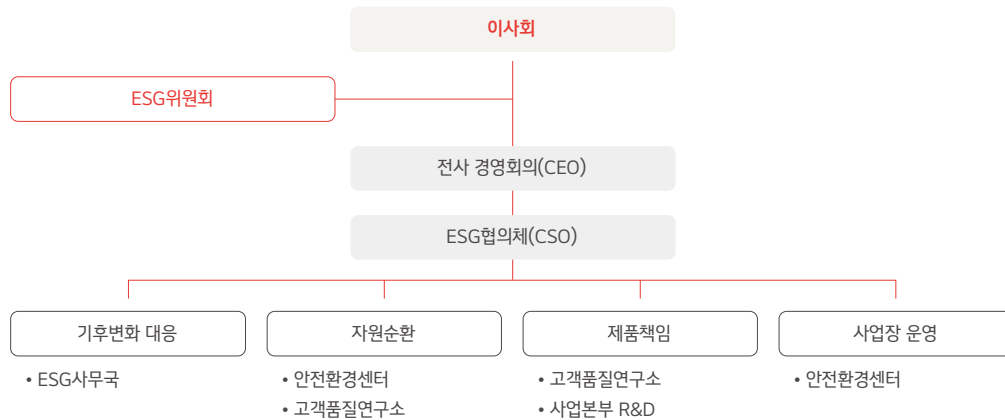 이사회
ESG위원회
전사 경영회의(CEO)
ESG협의체(CSO)
기후변화 대응
• ESG사무국
자원순환
• 안전환경센터
• 고객품질연구소
제품책임
• 고객품질연구소
• 사업본부 R&D
사업장 운영
• 안전환경센터